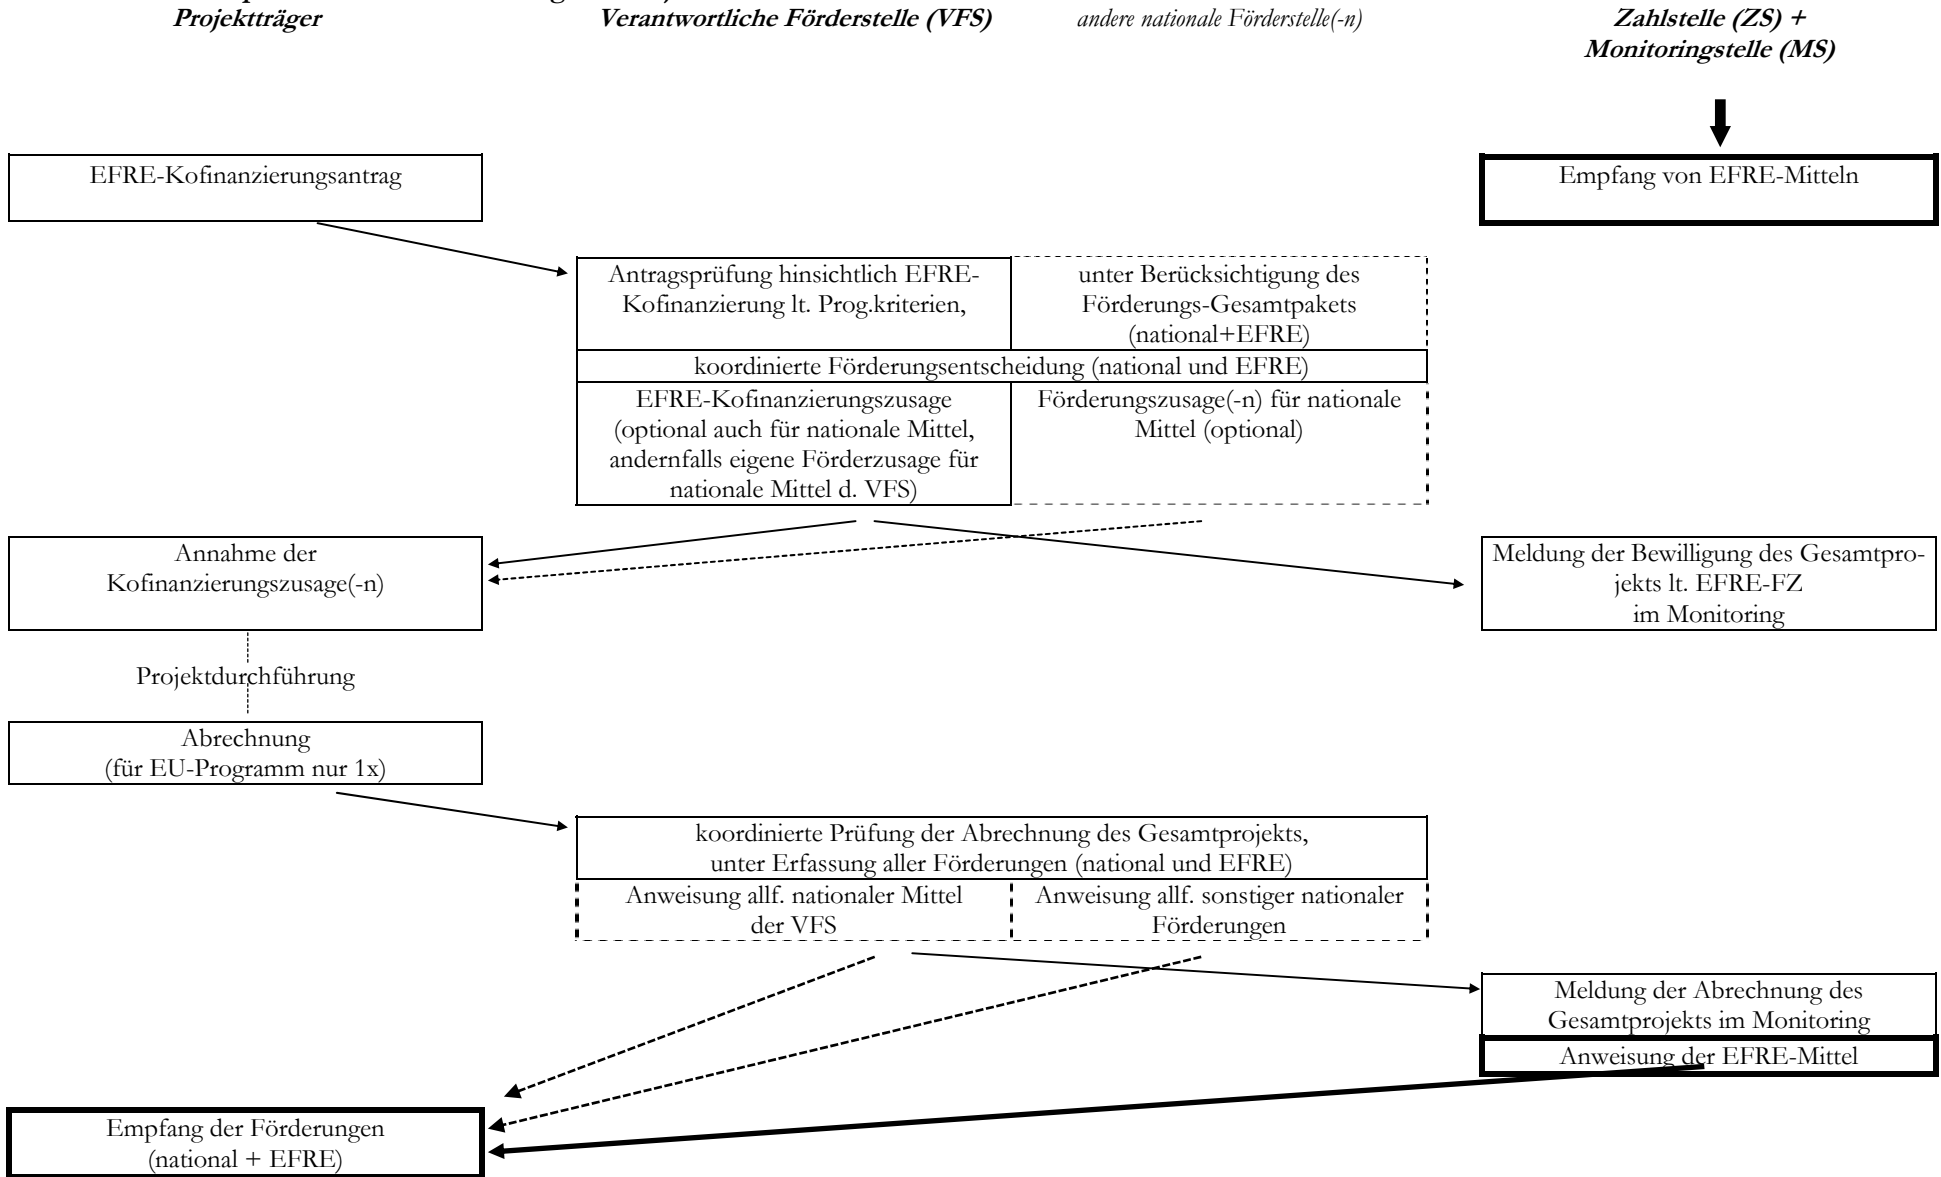 Projektträger
Verantwortliche Förderstelle (VFS)
andere nationale Förderstelle(-n)
Zahlstelle (ZS) +
Monitoringstelle (MS)
EFRE-Kofinanzierungsantrag
Empfang von EFRE-Mitteln
Antragsprüfung hinsichtlich EFRE-
Kofinanzierung lt. Prog.kriterien,
unter Berücksichtigung des
Förderungs-Gesamtpakets
(national+EFRE)
koordinierte Förderungsentscheidung (national und EFRE)
EFRE-Kofinanzierungszusage
(optional auch für nationale Mittel,
andernfalls eigene Förderzusage für
nationale Mittel d. VFS)
Förderungszusage(-n) für nationale
Mittel (optional)
Annahme der
Kofinanzierungszusage(-n)
Meldung der Bewilligung des Gesamtpro-
jekts lt. EFRE-FZ
im Monitoring
Projektdurchführung
Abrechnung
(für EU-Programm nur 1x)
koordinierte Prüfung der Abrechnung des Gesamtprojekts,
unter Erfassung aller Förderungen (national und EFRE)
Anweisung allf. nationaler Mittel
der VFS
Anweisung allf. sonstiger nationaler
Förderungen
Meldung der Abrechnung des
Gesamtprojekts im Monitoring
Anweisung der EFRE-Mittel
Empfang der Förderungen
(national + EFRE)